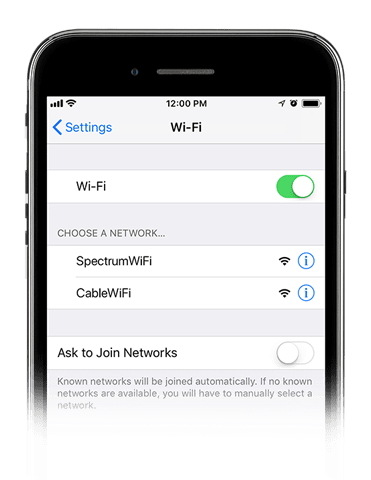 12:00 PM
Settings
Wi-Fi
Wi-Fi
CHOOSE A NETWORK...
SpectrumWiFi
CableWiFi
Ask to Join Networks
Known networks will be joined automatically. If no known
networks are available, you will have to manually select a
network.